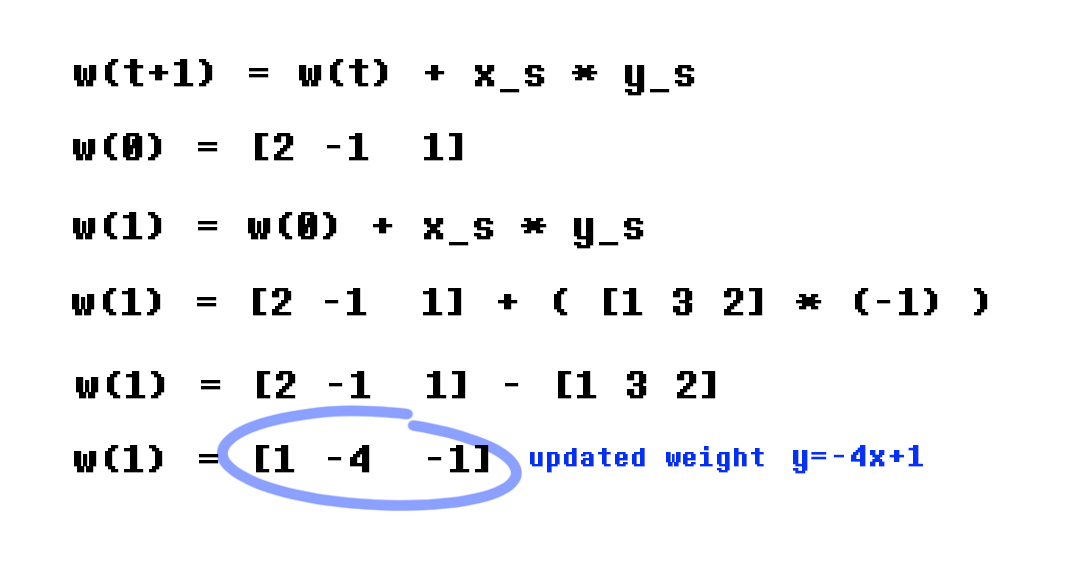 w(t+1) = w(t) + x_s * y_s
w(0) = [2 -1  1]
w(1) = w(0) + x_s * y_s
w(1) = [2 -1  1] + ( [1 3 2] * (-1) )
w(1) = [2 -1  1] - [1 3 2]
w(1) = [1 -4  -1] updated weight y=-4x+1